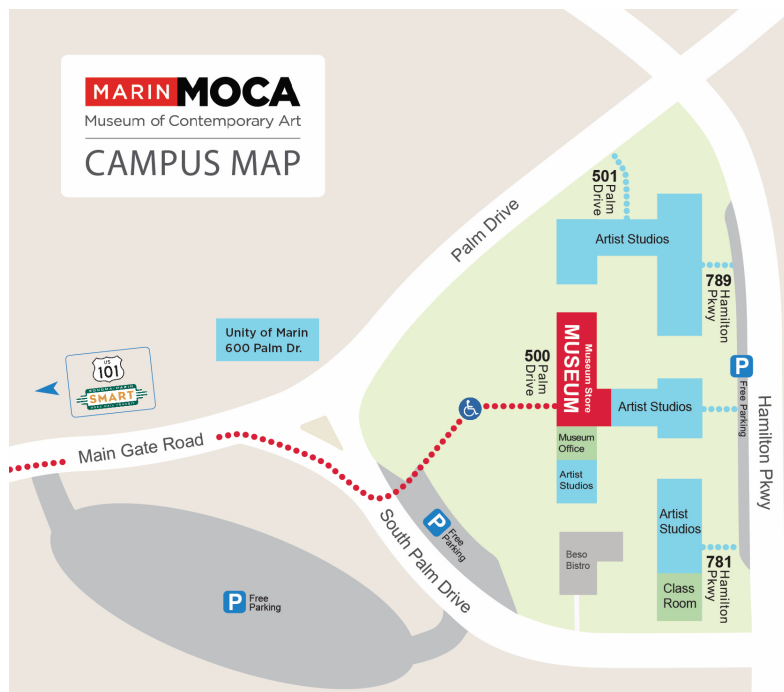 MARIN MOCA
Museum of Contemporary Art
CAMPUS MAP
501 Palm
Drive
Palm Drive
Artist Studios
789 Hamilton
Pkwy
Unity of Marin
600 Palm Dr.
US
101
SONOMA-MARIN
SMART
500 Palm
Drive
MUSEUM
Museum Store
P
Free Parking
Artist Studios
Hamilton Pkwy
Main Gate Road
Museum
Office
Artist
Studios
P
Free
Parking
South Palm Drive
Artist
Studios
Beso
Bistro
781 Hamilton
Pkwy
Class
Room
P
Free
Parking